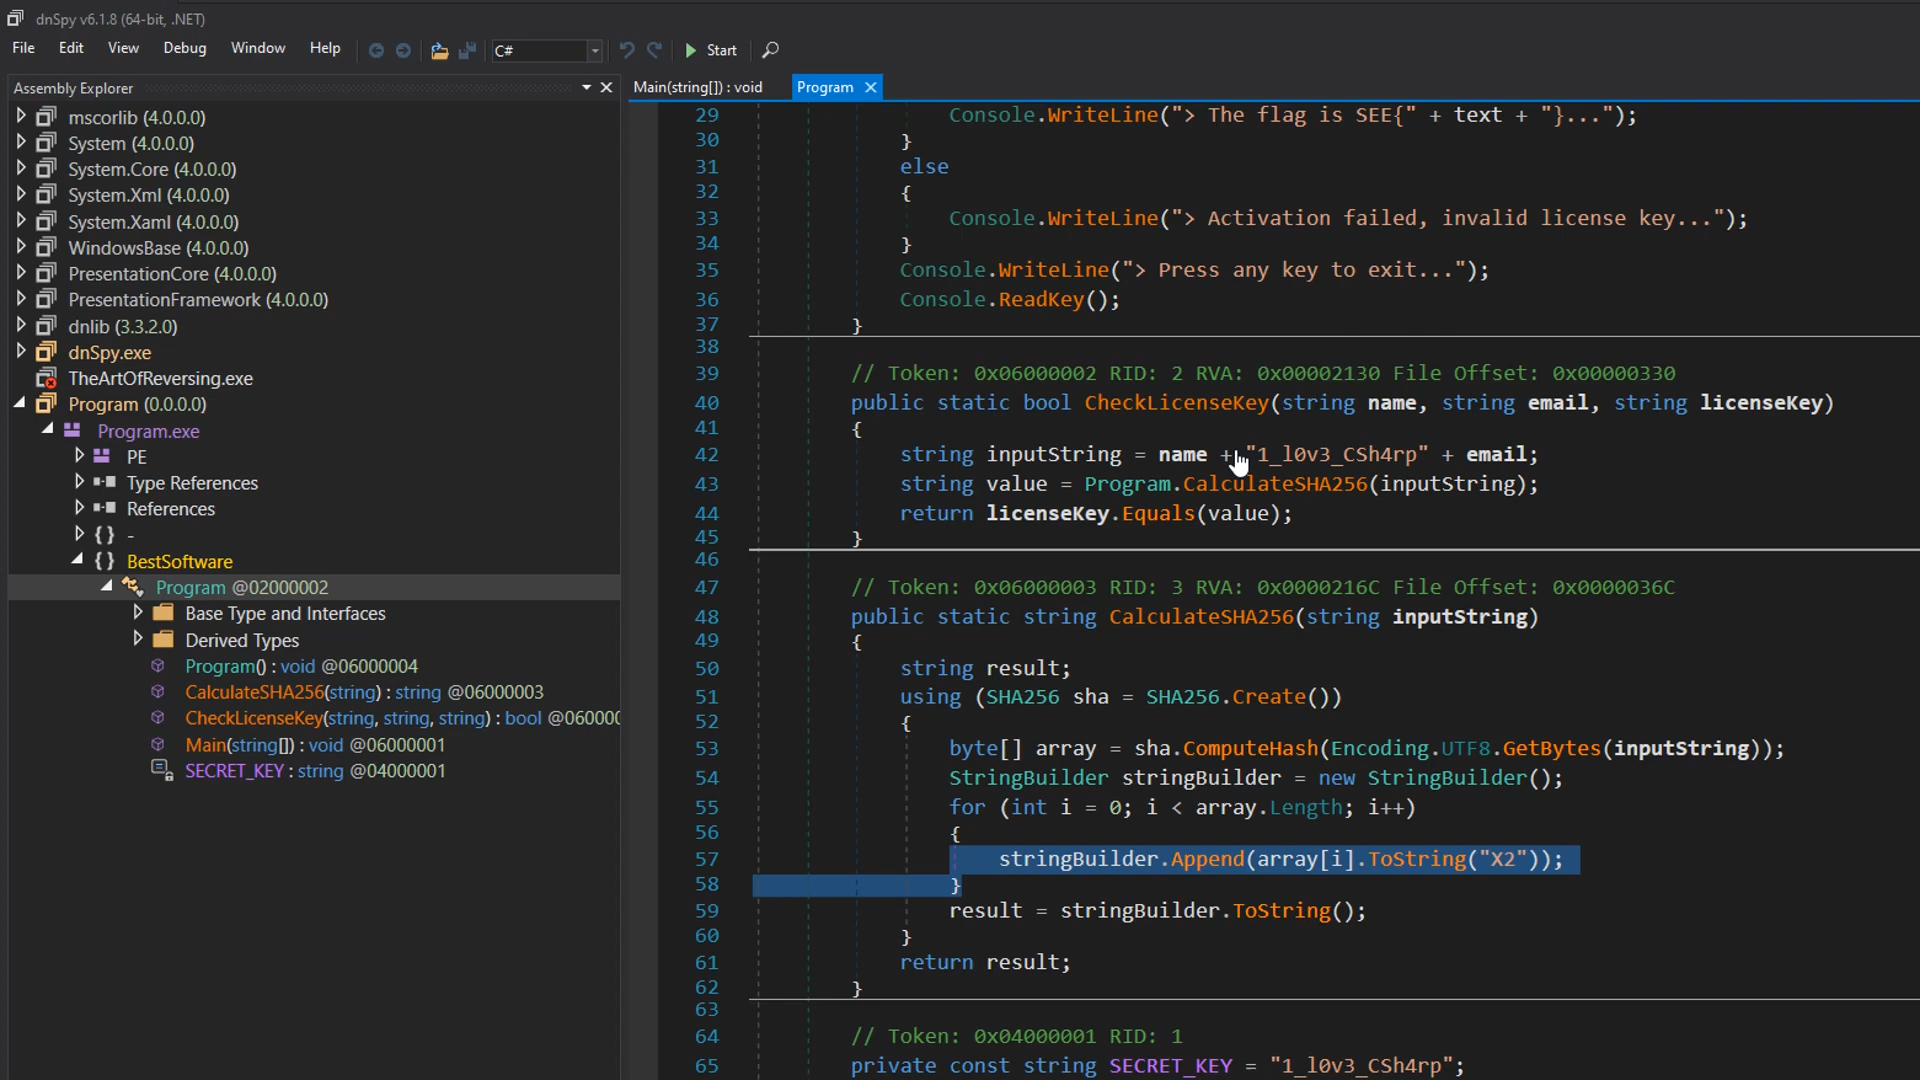 dnSpy v6.1.8 (64-bit, .NET)
File Edit View Debug Window Help C# Start
Assembly Explorer
mscorlib (4.0.0.0)
System (4.0.0.0)
System.Core (4.0.0.0)
System.Xml (4.0.0.0)
System.Xaml (4.0.0.0)
WindowsBase (4.0.0.0)
PresentationCore (4.0.0.0)
PresentationFramework (4.0.0.0)
dnlib (3.3.2.0)
dnSpy.exe
TheArtOfReversing.exe
Program (0.0.0.0)
Program.exe
PE
Type References
References
{} -
{} BestSoftware
Program @02000002
Base Type and Interfaces
Derived Types
Program() : void @06000004
CalculateSHA256(string) : string @06000003
CheckLicenseKey(string, string, string) : bool @060000
Main(string[]) : void @06000001
SECRET_KEY : string @04000001
Main(string[]) : void Program
29 Console.WriteLine("> The flag is SEE{" + text + "}...");
30 }
31 else
32 {
33 Console.WriteLine("> Activation failed, invalid license key...");
34 }
35 Console.WriteLine("> Press any key to exit...");
36 Console.ReadKey();
37 }
38
39 // Token: 0x06000002 RID: 2 RVA: 0x00002130 File Offset: 0x00000330
40 public static bool CheckLicenseKey(string name, string email, string licenseKey)
41 {
42 string inputString = name + "1_l0v3_CSh4rp" + email;
43 string value = Program.CalculateSHA256(inputString);
44 return licenseKey.Equals(value);
45 }
46
47 // Token: 0x06000003 RID: 3 RVA: 0x0000216C File Offset: 0x0000036C
48 public static string CalculateSHA256(string inputString)
49 {
50 string result;
51 using (SHA256 sha = SHA256.Create())
52 {
53 byte[] array = sha.ComputeHash(Encoding.UTF8.GetBytes(inputString));
54 StringBuilder stringBuilder = new StringBuilder();
55 for (int i = 0; i < array.Length; i++)
56 {
57 stringBuilder.Append(array[i].ToString("X2"));
58 }
59 result = stringBuilder.ToString();
60 }
61 return result;
62 }
63
64 // Token: 0x04000001 RID: 1
65 private const string SECRET_KEY = "1_l0v3_CSh4rp";